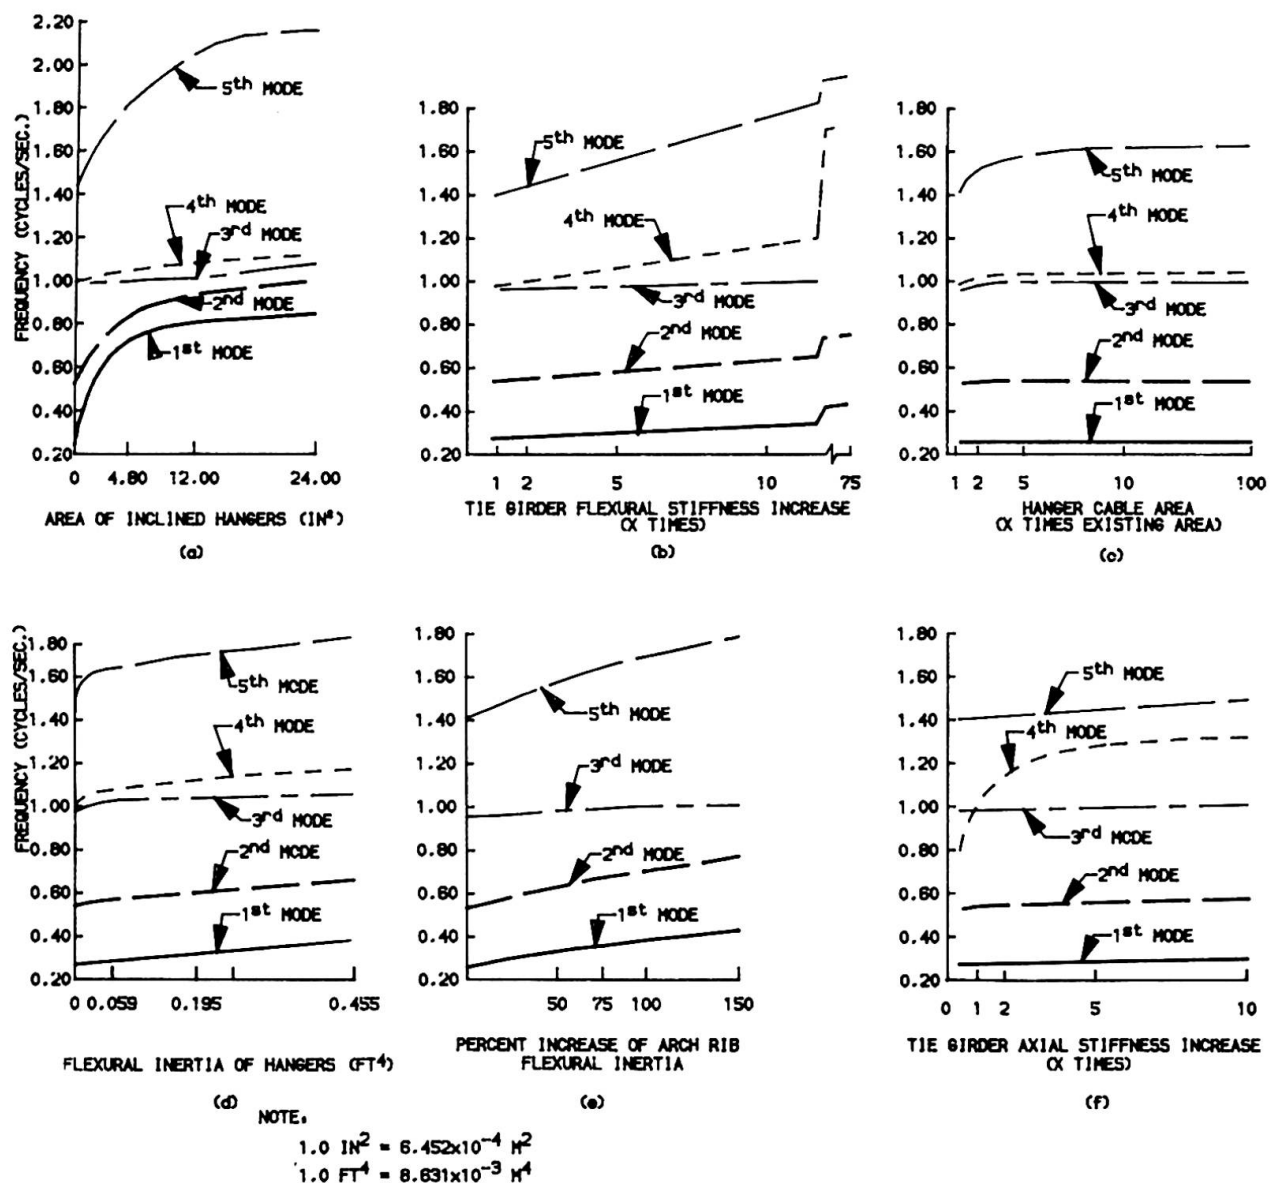 FREQUENCY (CYCLES/SEC.)
2.20
2.00
1.80
1.60
1.40
1.20
1.00
0.80
0.60
0.40
0.20
5th MODE
4th MODE
3rd MODE
2nd MODE
1st MODE
0 4.80 12.00 24.00
AREA OF INCLINED HANGERS (IN²)
(a)
1.80
1.60
1.40
1.20
1.00
0.80
0.60
0.40
0.20
5th MODE
4th MODE
3rd MODE
2nd MODE
1st MODE
1 2 5 10 75
TIE GIRDER FLEXURAL STIFFNESS INCREASE
(X TIMES)
(b)
1.80
1.60
1.40
1.20
1.00
0.80
0.60
0.40
0.20
5th MODE
4th MODE
3rd MODE
2nd MODE
1st MODE
1 2 5 10 100
HANGER CABLE AREA
(X TIMES EXISTING AREA)
(c)
FREQUENCY (CYCLES/SEC.)
1.80
1.60
1.40
1.20
1.00
0.80
0.60
0.40
0.20
5th MODE
4th MODE
3rd MODE
2nd MODE
1st MODE
0 0.059 0.195 0.455
FLEXURAL INERTIA OF HANGERS (FT⁴)
(d)
1.80
1.60
1.40
1.20
1.00
0.80
0.60
0.40
0.20
5th MODE
3rd MODE
2nd MODE
1st MODE
50 75 100 150
PERCENT INCREASE OF ARCH RIB
FLEXURAL INERTIA
(e)
1.80
1.60
1.40
1.20
1.00
0.80
0.60
0.40
0.20
5th MODE
4th MODE
3rd MODE
2nd MODE
1st MODE
0 1 2 5 10
TIE GIRDER AXIAL STIFFNESS INCREASE
(X TIMES)
(f)
NOTE.
1.0 IN² = 6.452x10⁻⁴ M²
1.0 FT⁴ = 8.631x10⁻³ M⁴